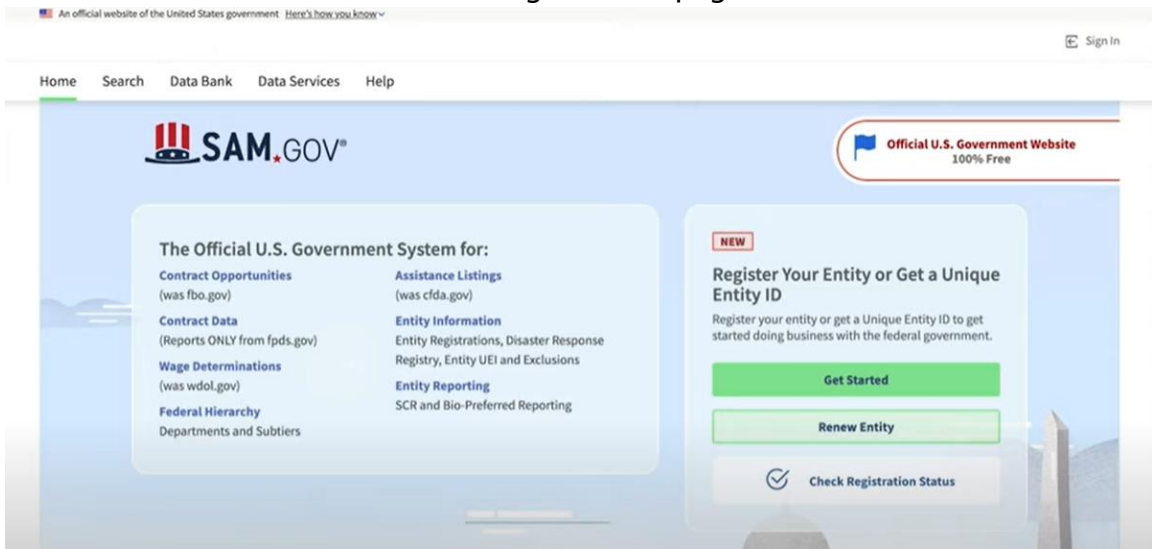 An official website of the United States government Here's how you know
Sign In
Home Search Data Bank Data Services Help
SAM.GOV®
Official U.S. Government Website
100% Free
The Official U.S. Government System for:
Contract Opportunities
(was fbo.gov)
Contract Data
(Reports ONLY from fpds.gov)
Wage Determinations
(was wdol.gov)
Federal Hierarchy
Departments and Subtiers
Assistance Listings
(was cfda.gov)
Entity Information
Entity Registrations, Disaster Response
Registry, Entity UEI and Exclusions
Entity Reporting
SCR and Bio-Preferred Reporting
NEW
Register Your Entity or Get a Unique
Entity ID
Register your entity or get a Unique Entity ID to get
started doing business with the federal government.
Get Started
Renew Entity
Check Registration Status